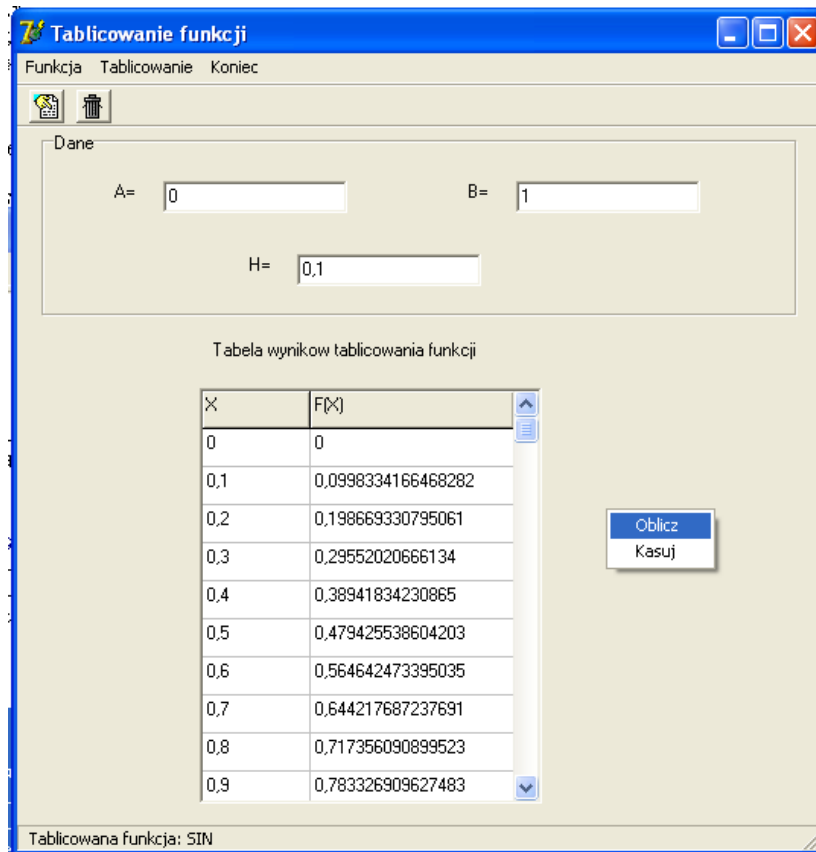 Tablicowanie funkcji
Funkcja Tablicowanie Koniec
Dane
A= 0 B= 1
H= 0,1
Tabela wynikow tablicowania funkcji
X F(X)
0 0
0,1 0,0998334166468282
0,2 0,198669330795061
0,3 0,29552020666134
0,4 0,38941834230865
0,5 0,479425538604203
0,6 0,564642473395035
0,7 0,644217687237691
0,8 0,717356090899523
0,9 0,783326909627483
Oblicz
Kasuj
Tablicowana funkcja: SIN